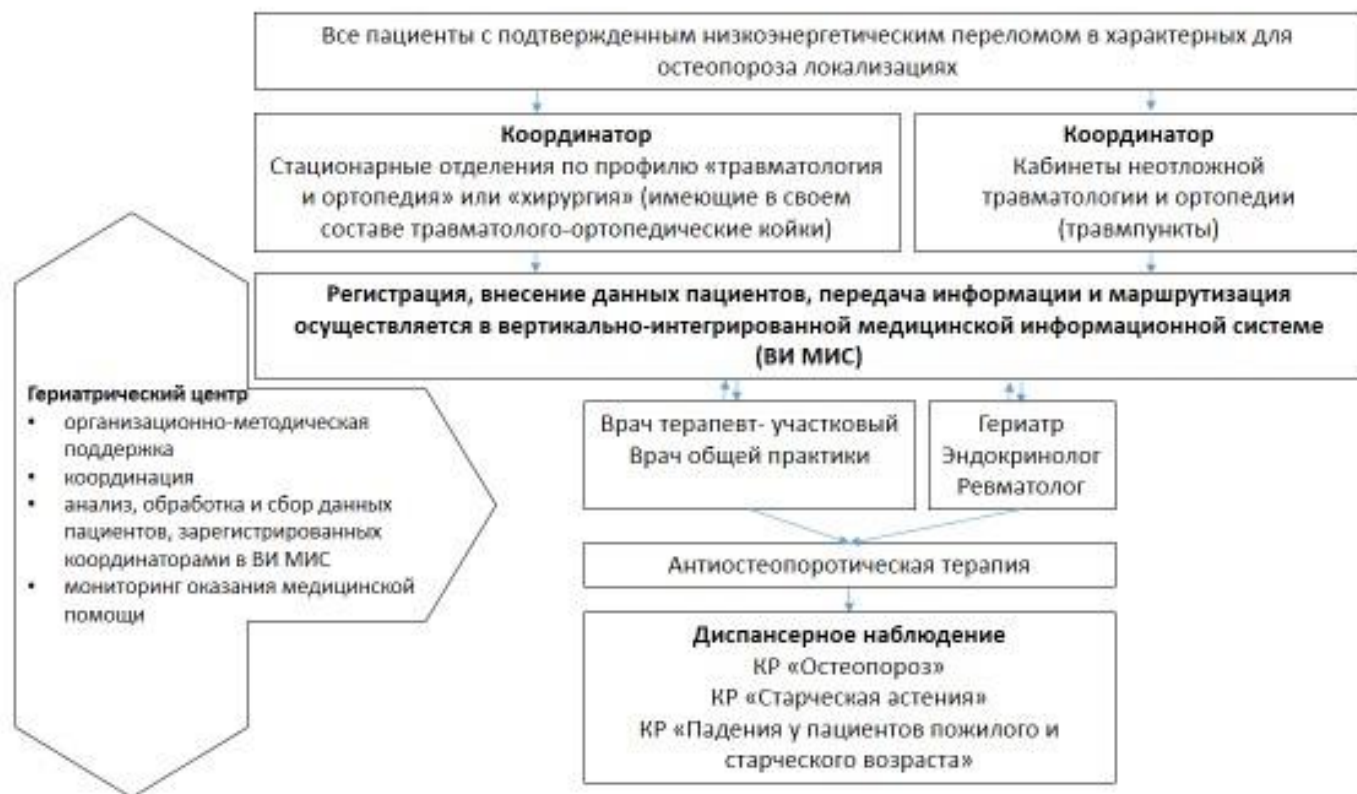 Все пациенты с подтвержденным низкоэнергетическим переломом в характерных для
остеопороза локализациях
Координатор
Стационарные отделения по профилю «травматология
и ортопедия» или «хирургия» (имеющие в своем
составе травматолого-ортопедические койки)
Координатор
Кабинеты неотложной
травматологии и ортопедии
(травмпункты)
Регистрация, внесение данных пациентов, передача информации и маршрутизация
осуществляется в вертикально-интегрированной медицинской информационной системе
(ВИ МИС)
Гериатрический центр
• организационно-методическая
поддержка
• координация
• анализ, обработка и сбор данных
пациентов, зарегистрированных
координаторами в ВИ МИС
• мониторинг оказания медицинской
помощи
Врач терапевт- участковый
Врач общей практики
Гериатр
Эндокринолог
Ревматолог
Антиостеопоротическая терапия
Диспансерное наблюдение
КР «Остеопороз»
КР «Старческая астения»
КР «Падения у пациентов пожилого и
старческого возраста»